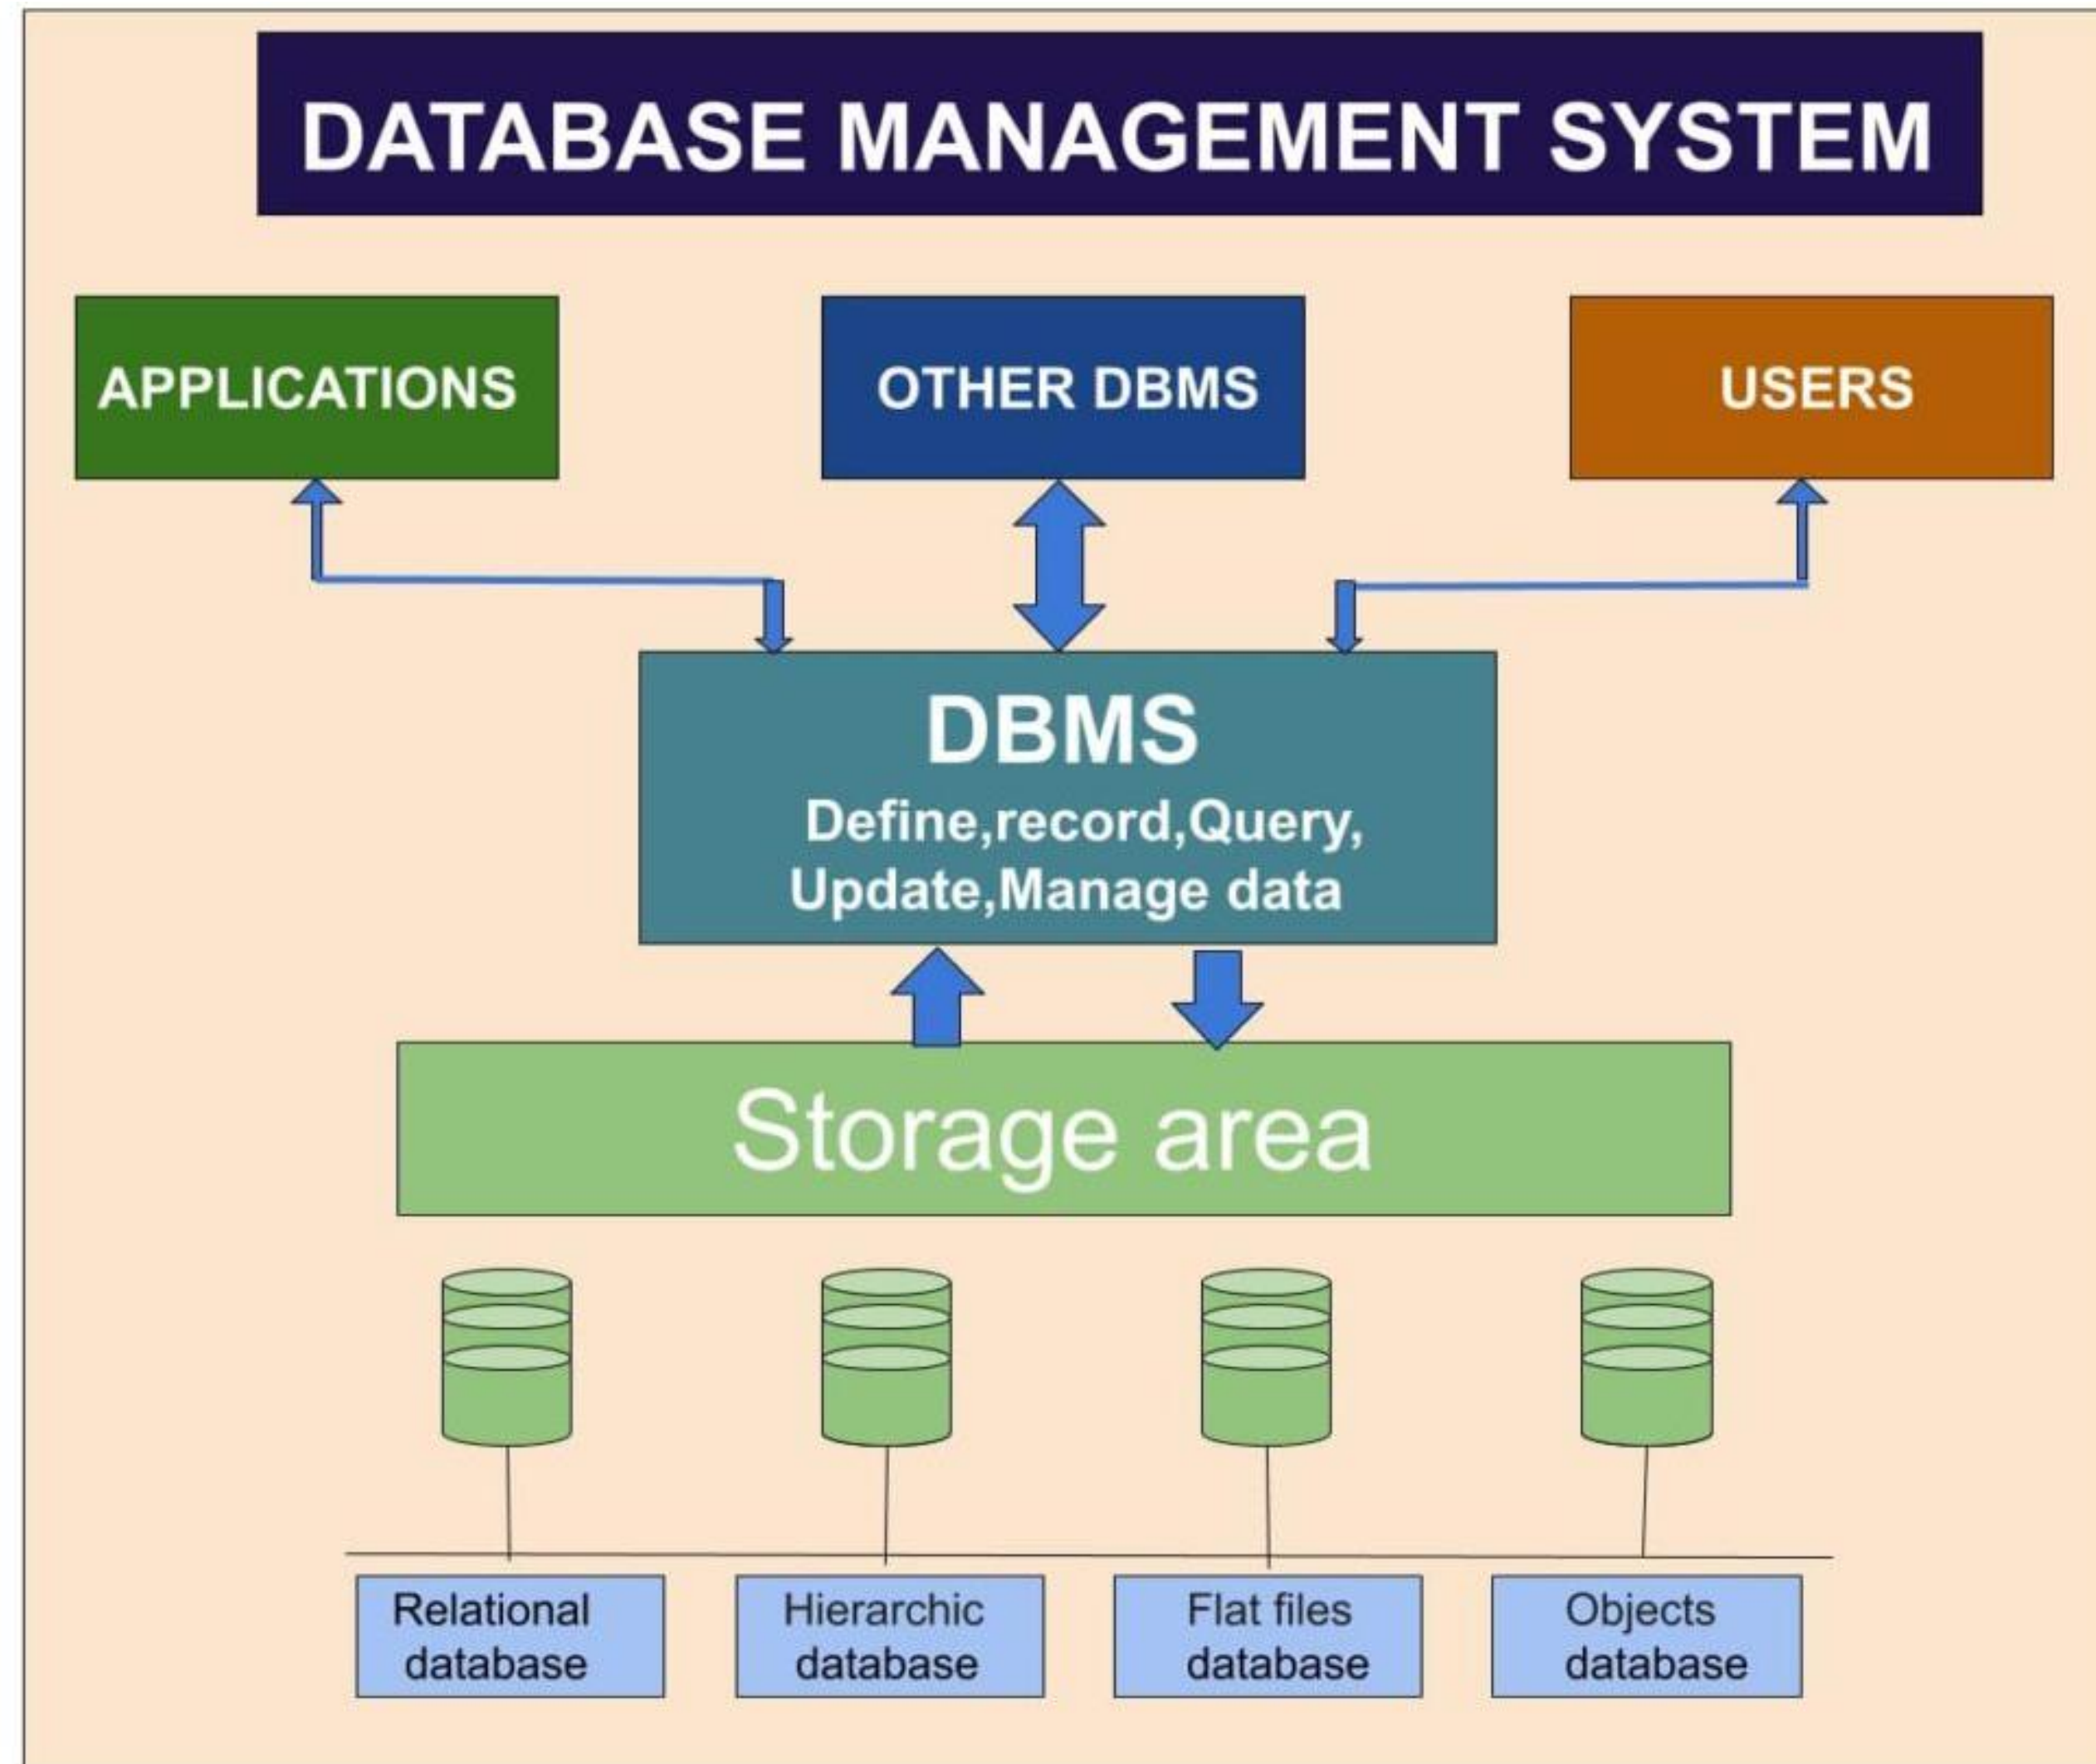 DATABASE MANAGEMENT SYSTEM
APPLICATIONS
OTHER DBMS
USERS
DBMS
Define,record,Query,
Update,Manage data
Storage area
Relational
database
Hierarchic
database
Flat files
database
Objects
database